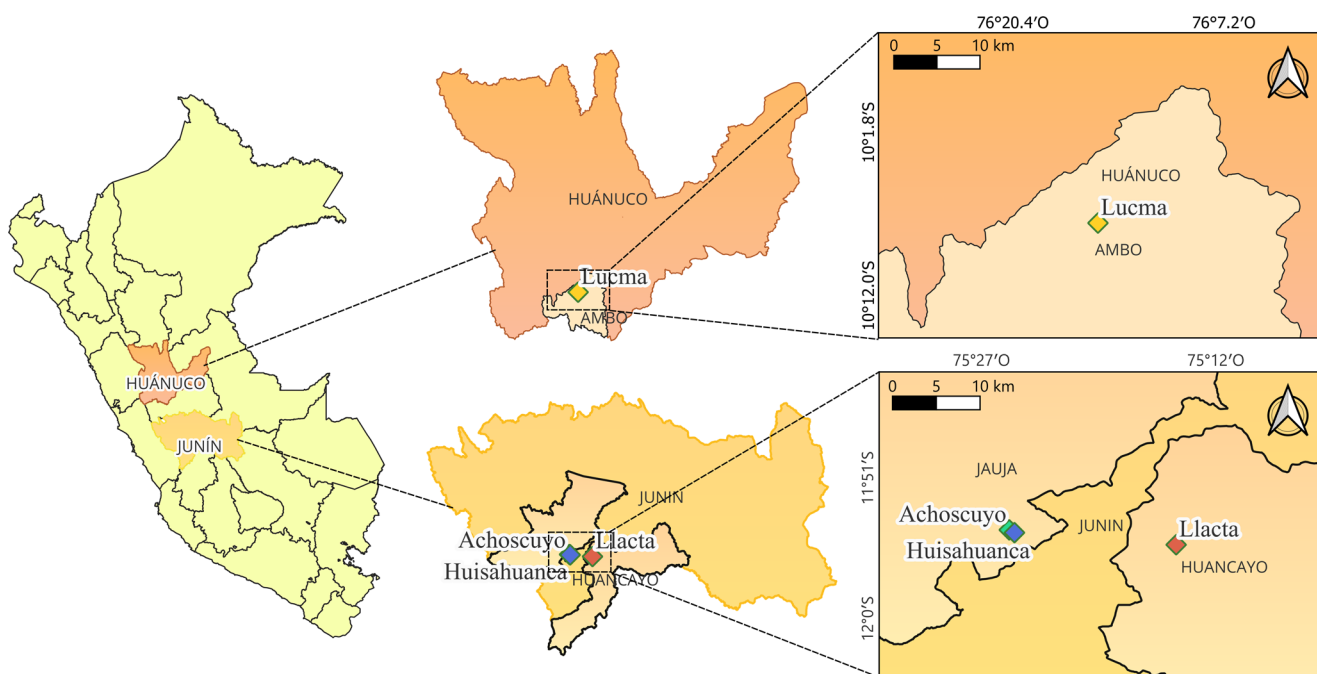 HUÁNUCO
JUNÍN
HUÁNUCO
Lucma
AMBO
JUNIN
Achoscuyo
Llacta
Huisahuanca
HUANCAYO
76°20.4′O
76°7.2′O
0 5 10 km
10°1.8′S
10°12.0′S
HUÁNUCO
Lucma
AMBO
75°27′O
75°12′O
0 5 10 km
11°51′S
12°0′S
JAUJA
Achoscuyo
JUNIN
Llacta
Huisahuanca
HUANCAYO